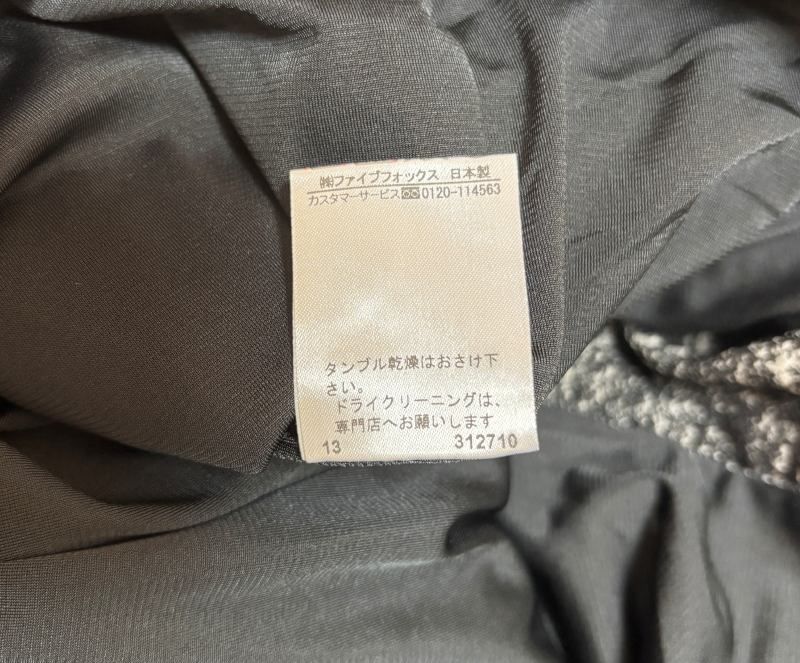 ㈱ファイブフォックス 日本製
カスタマーサービス 0120-114563
タンブル乾燥はおさけ下
さい。
ドライクリーニングは、
専門店へお願いします
13 312710